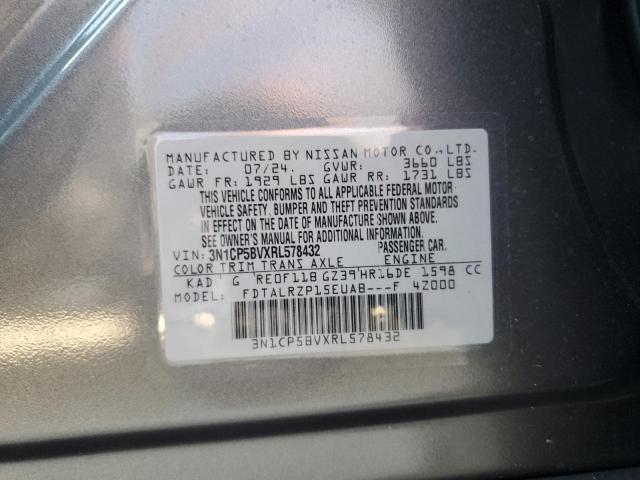 MANUFACTURED BY NISSAN MOTOR CO.,LTD.
DATE: 07/24. GVWR: 3660 LBS
GAWR FR: 1929 LBS GAWR RR: 1731 LBS
THIS VEHICLE CONFORMS TO ALL APPLICABLE FEDERAL MOTOR
VEHICLE SAFETY, BUMPER AND THEFT PREVENTION STANDARDS
IN EFFECT ON THE DATE OF MANUFACTURE SHOWN ABOVE.
SEE OWNER'S MANUAL FOR ADDITIONAL INFORMATION.
VIN: 3N1CP5BVXRL578432 PASSENGER CAR.
COLOR TRIM TRANS AXLE ENGINE
KAD G RE0F11B GZ39 HR16DE 1598 CC
MODEL: FDTALRZP15EUAB---F 4Z000
3N1CP5BVXRL578432